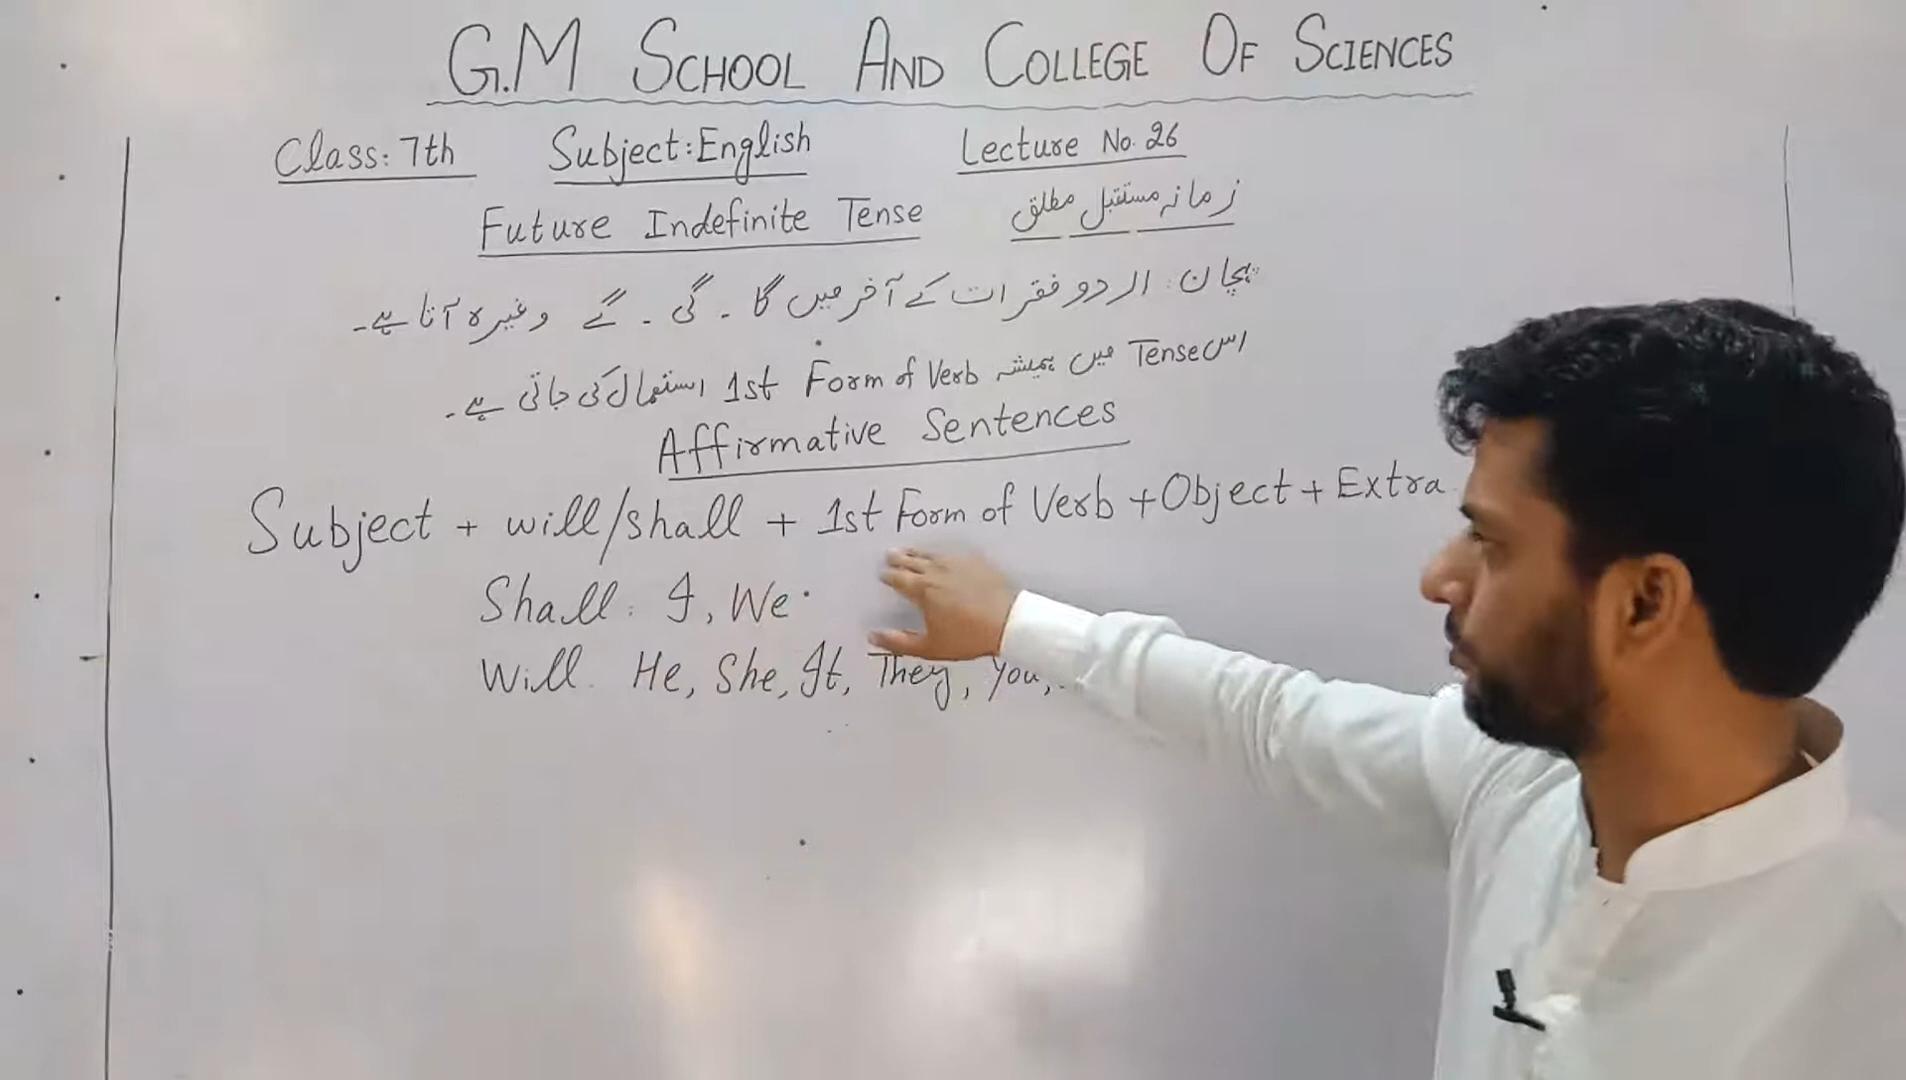 G.M SCHOOL AND COLLEGE OF SCIENCES
Class: 7th Subject: English Lecture No. 26
Future Indefinite Tense زمانہ مستقبل مطلق
پہچان: اردو فقرات کے آخر میں گا ۔ گی ۔ گے وغیرہ آتا ہے۔
اس Tense میں ہمیشہ 1st Form of Verb استعمال کی جاتی ہے۔
Affirmative Sentences
Subject + will/shall + 1st Form of Verb + Object + Extra
Shall: I, We.
Will: He, She, It, They, You,